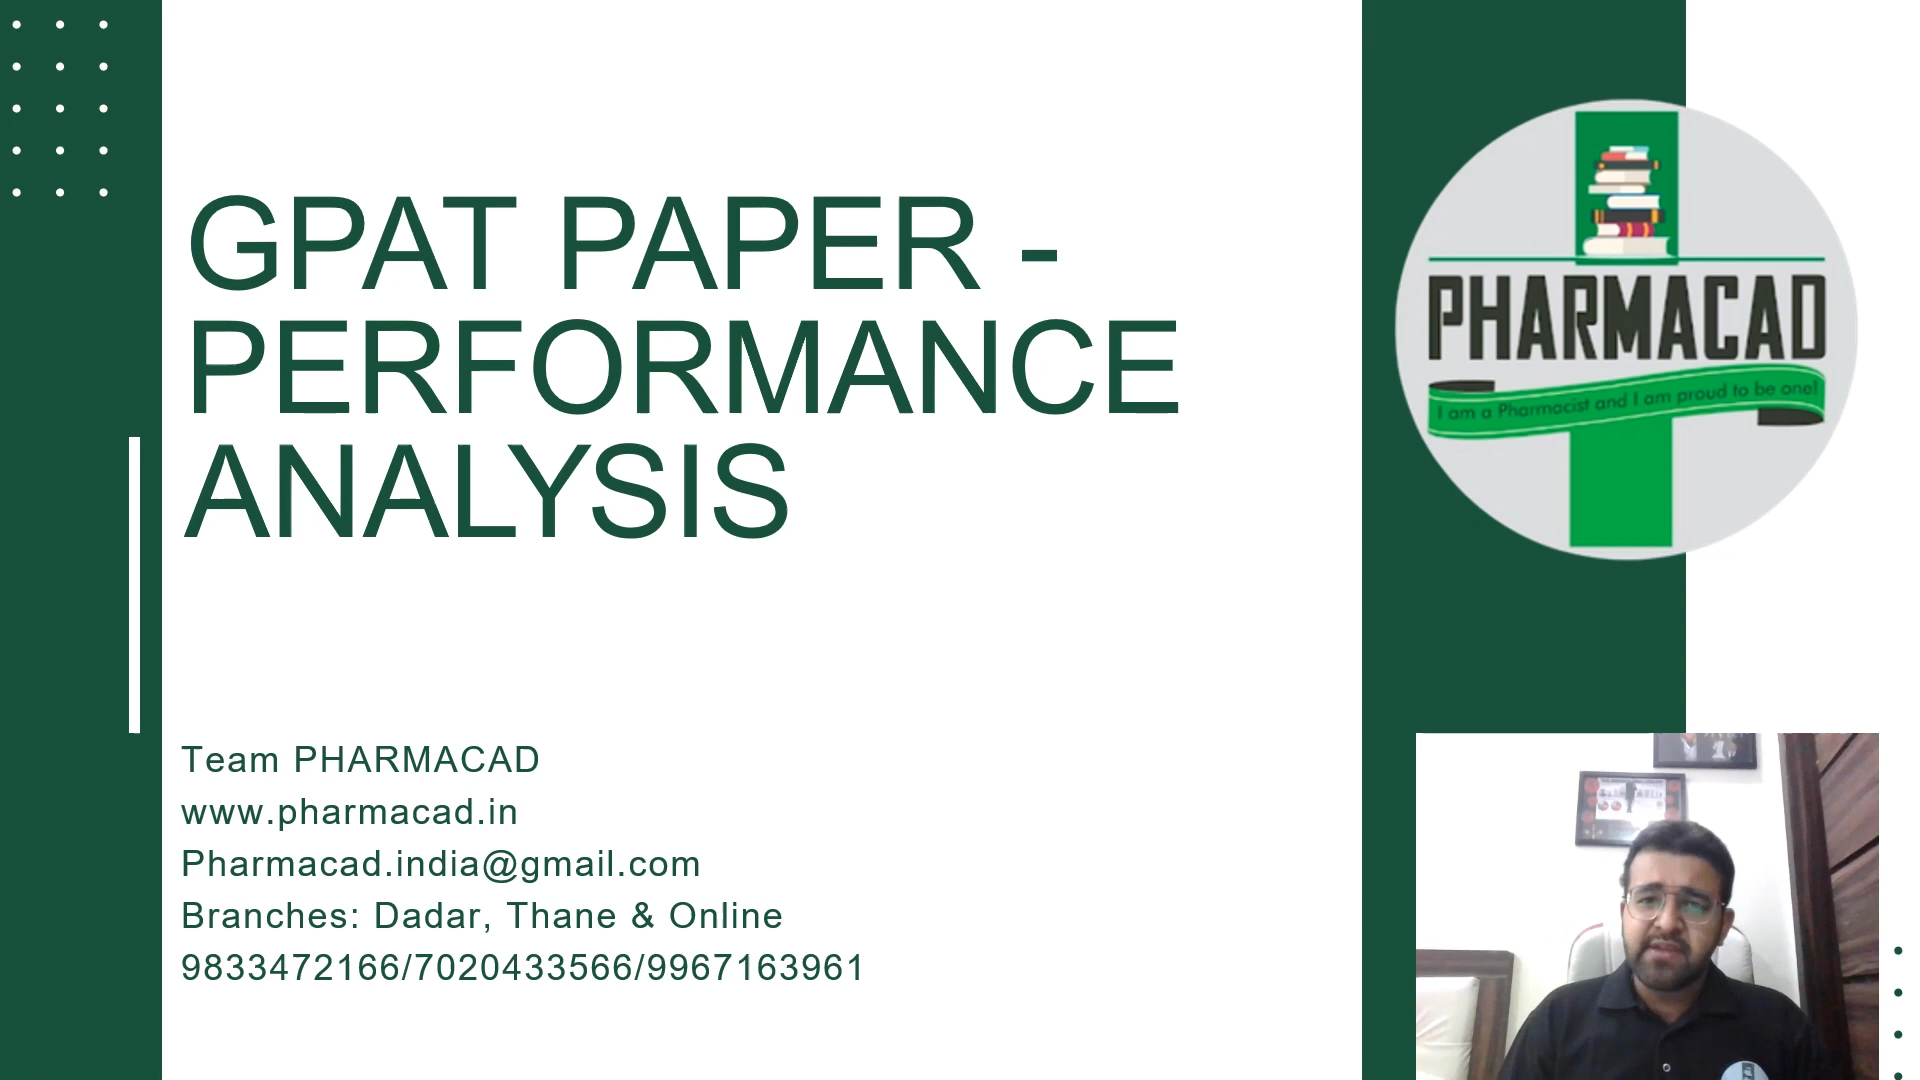 GPAT PAPER -
PERFORMANCE
ANALYSIS
PHARMACAD
I am a Pharmacist and I am proud to be one!
Team PHARMACAD
www.pharmacad.in
Pharmacad.india@gmail.com
Branches: Dadar, Thane & Online
9833472166/7020433566/9967163961